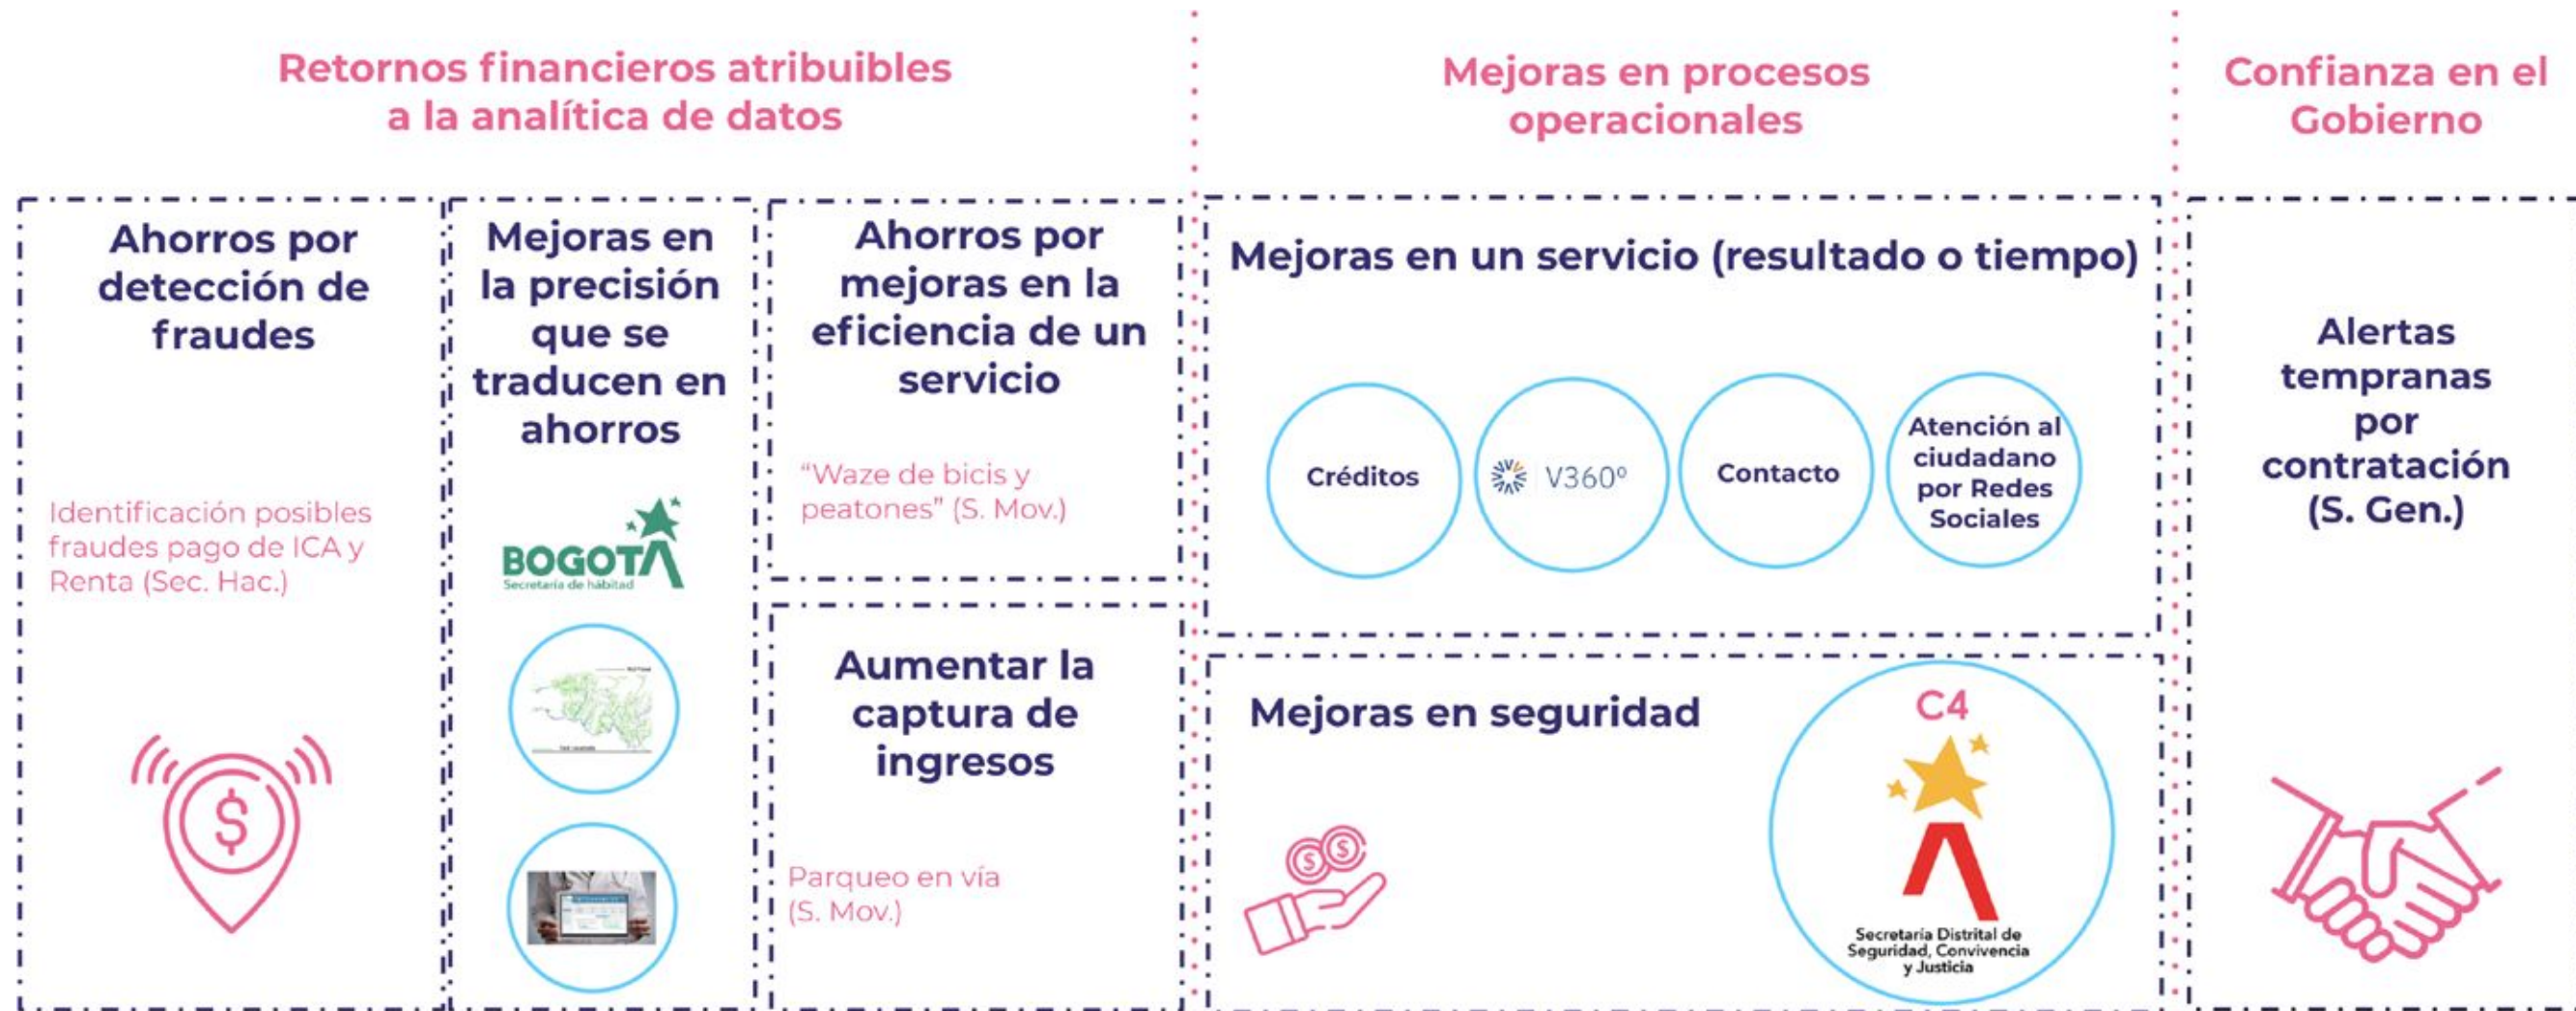 Retornos financieros atribuibles
a la analítica de datos
Ahorros por
detección de
fraudes
Identificación posibles
fraudes pago de ICA y
Renta (Sec. Hac.)
$
Mejoras en
la precisión
que se
traducen en
ahorros
BOGOTÁ
Secretaría de hábitad
Ahorros por
mejoras en la
eficiencia de un
servicio
“Waze de bicis y
peatones” (S. Mov.)
Aumentar la
captura de
ingresos
Parqueo en vía
(S. Mov.)
Mejoras en procesos
operacionales
Mejoras en un servicio (resultado o tiempo)
Créditos
V360º
Contacto
Atención al
ciudadano
por Redes
Sociales
Mejoras en seguridad
$ $
C4
Secretaría Distrital de
Seguridad, Convivencia
y Justicia
Confianza en el
Gobierno
Alertas
tempranas
por
contratación
(S. Gen.)